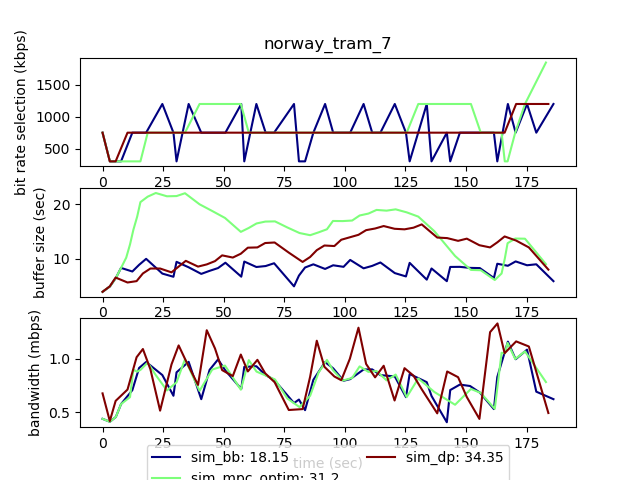 norway_tram_7
bit rate selection (kbps)
1500
1000
500
0 25 50 75 100 125 150 175
buffer size (sec)
20
10
0 25 50 75 100 125 150 175
bandwidth (mbps)
1.0
0.5
0 25 50 75 100 125 150 175
time (sec)
sim_bb: 18.15 sim_dp: 34.35
sim_mpc_optim: 31.2